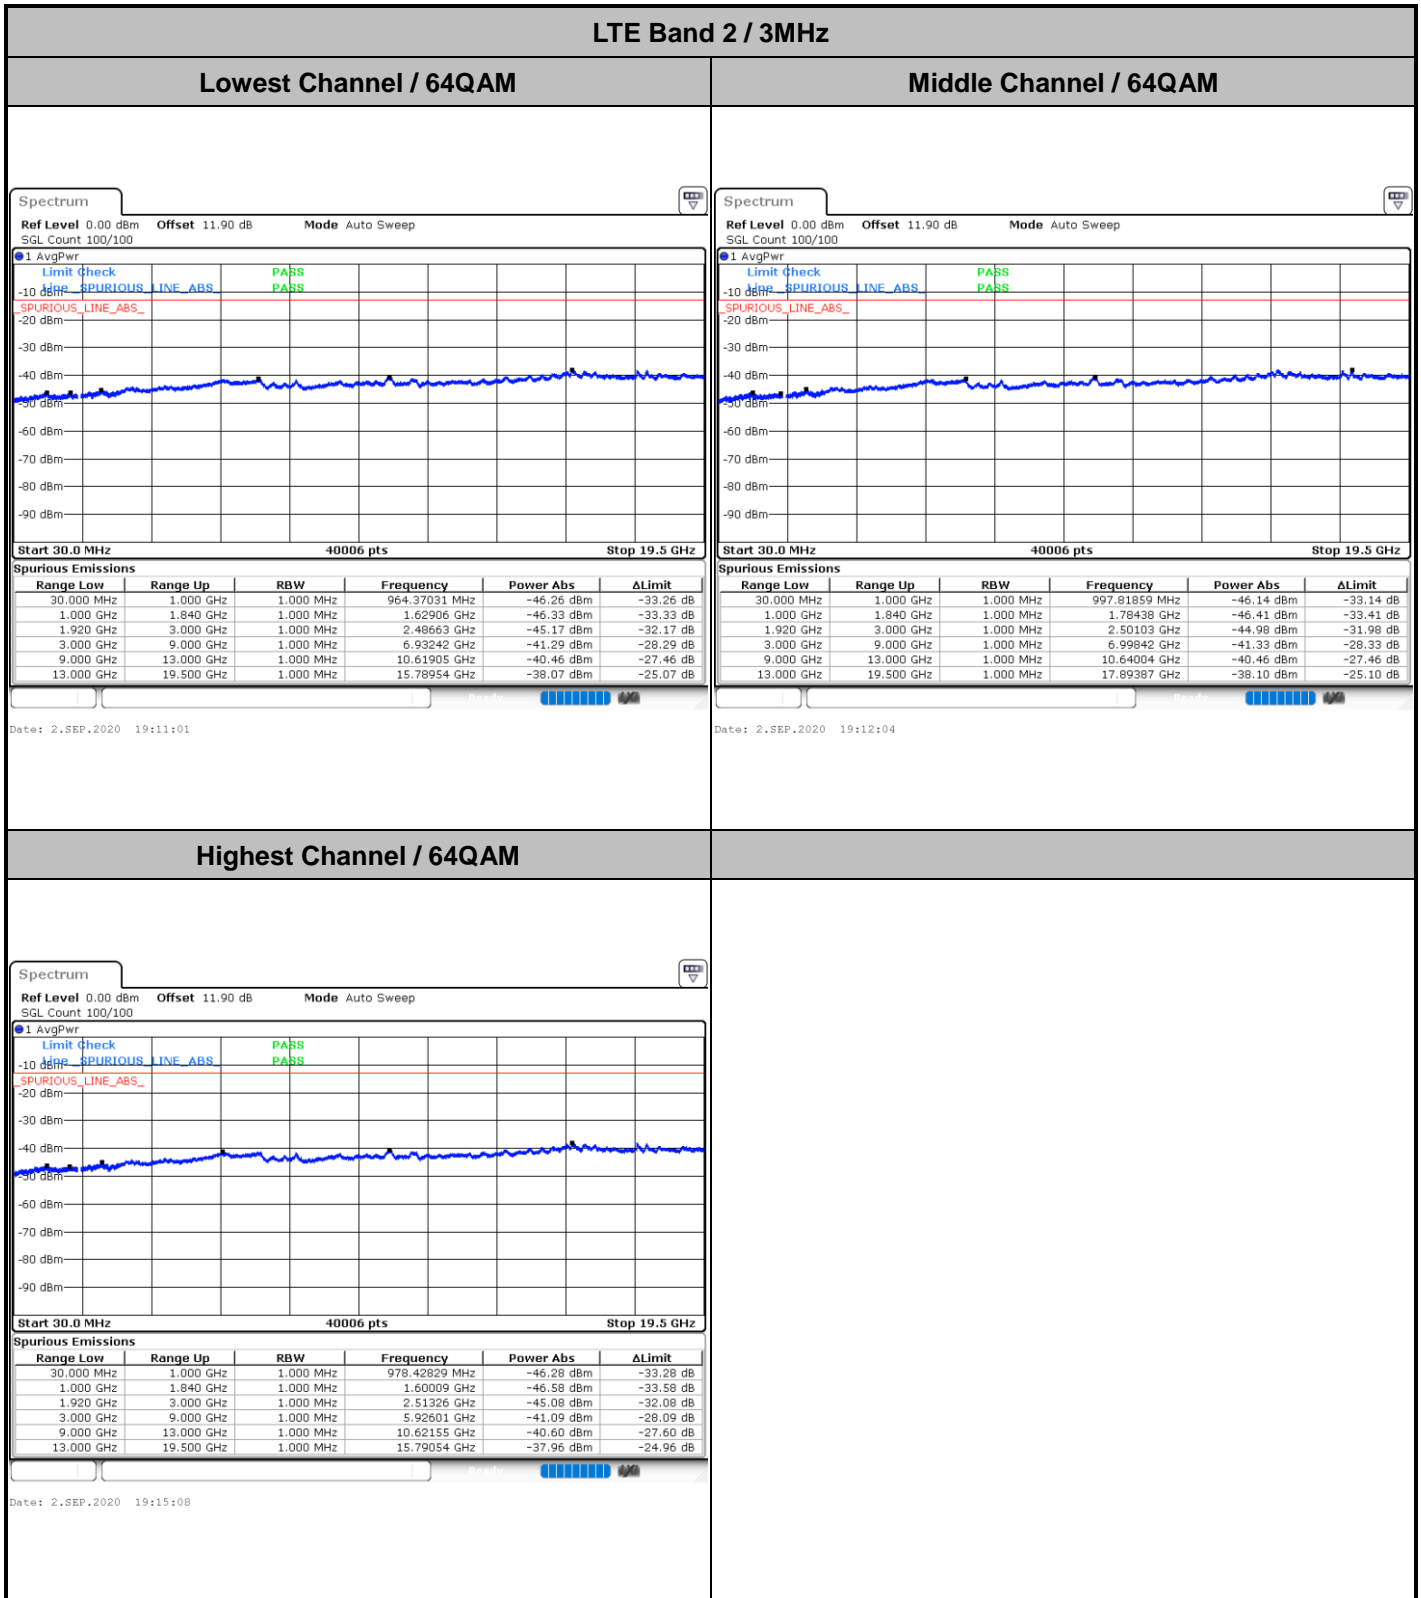 LTE Band 2 / 3MHz
Lowest Channel / 64QAM
Middle Channel / 64QAM
Spectrum
Ref Level 0.00 dBm Offset 11.90 dB Mode Auto Sweep
SGL Count 100/100
1 AvgPwr
Limit Check PASS
Line _SPURIOUS_LINE_ABS_ PASS
-10 dBm
_SPURIOUS_LINE_ABS_
-20 dBm
-30 dBm
-40 dBm
-50 dBm
-60 dBm
-70 dBm
-80 dBm
-90 dBm
Start 30.0 MHz 40006 pts Stop 19.5 GHz
Spurious Emissions
Range Low Range Up RBW Frequency Power Abs ΔLimit
30.000 MHz 1.000 GHz 1.000 MHz 964.37031 MHz -46.26 dBm -33.26 dB
1.000 GHz 1.840 GHz 1.000 MHz 1.62906 GHz -46.33 dBm -33.33 dB
1.920 GHz 3.000 GHz 1.000 MHz 2.48663 GHz -45.17 dBm -32.17 dB
3.000 GHz 9.000 GHz 1.000 MHz 6.93242 GHz -41.29 dBm -28.29 dB
9.000 GHz 13.000 GHz 1.000 MHz 10.61905 GHz -40.46 dBm -27.46 dB
13.000 GHz 19.500 GHz 1.000 MHz 15.78954 GHz -38.07 dBm -25.07 dB
Ready
Date: 2.SEP.2020 19:11:01
Spectrum
Ref Level 0.00 dBm Offset 11.90 dB Mode Auto Sweep
SGL Count 100/100
1 AvgPwr
Limit Check PASS
Line _SPURIOUS_LINE_ABS_ PASS
-10 dBm
_SPURIOUS_LINE_ABS_
-20 dBm
-30 dBm
-40 dBm
-50 dBm
-60 dBm
-70 dBm
-80 dBm
-90 dBm
Start 30.0 MHz 40006 pts Stop 19.5 GHz
Spurious Emissions
Range Low Range Up RBW Frequency Power Abs ΔLimit
30.000 MHz 1.000 GHz 1.000 MHz 997.81859 MHz -46.14 dBm -33.14 dB
1.000 GHz 1.840 GHz 1.000 MHz 1.78438 GHz -46.41 dBm -33.41 dB
1.920 GHz 3.000 GHz 1.000 MHz 2.50103 GHz -44.98 dBm -31.98 dB
3.000 GHz 9.000 GHz 1.000 MHz 6.99842 GHz -41.33 dBm -28.33 dB
9.000 GHz 13.000 GHz 1.000 MHz 10.64004 GHz -40.46 dBm -27.46 dB
13.000 GHz 19.500 GHz 1.000 MHz 17.89387 GHz -38.10 dBm -25.10 dB
Ready
Date: 2.SEP.2020 19:12:04
Highest Channel / 64QAM
Spectrum
Ref Level 0.00 dBm Offset 11.90 dB Mode Auto Sweep
SGL Count 100/100
1 AvgPwr
Limit Check PASS
Line _SPURIOUS_LINE_ABS_ PASS
-10 dBm
_SPURIOUS_LINE_ABS_
-20 dBm
-30 dBm
-40 dBm
-50 dBm
-60 dBm
-70 dBm
-80 dBm
-90 dBm
Start 30.0 MHz 40006 pts Stop 19.5 GHz
Spurious Emissions
Range Low Range Up RBW Frequency Power Abs ΔLimit
30.000 MHz 1.000 GHz 1.000 MHz 978.42829 MHz -46.28 dBm -33.28 dB
1.000 GHz 1.840 GHz 1.000 MHz 1.60009 GHz -46.58 dBm -33.58 dB
1.920 GHz 3.000 GHz 1.000 MHz 2.51326 GHz -45.08 dBm -32.08 dB
3.000 GHz 9.000 GHz 1.000 MHz 5.92601 GHz -41.09 dBm -28.09 dB
9.000 GHz 13.000 GHz 1.000 MHz 10.62155 GHz -40.60 dBm -27.60 dB
13.000 GHz 19.500 GHz 1.000 MHz 15.79054 GHz -37.96 dBm -24.96 dB
Ready
Date: 2.SEP.2020 19:15:08